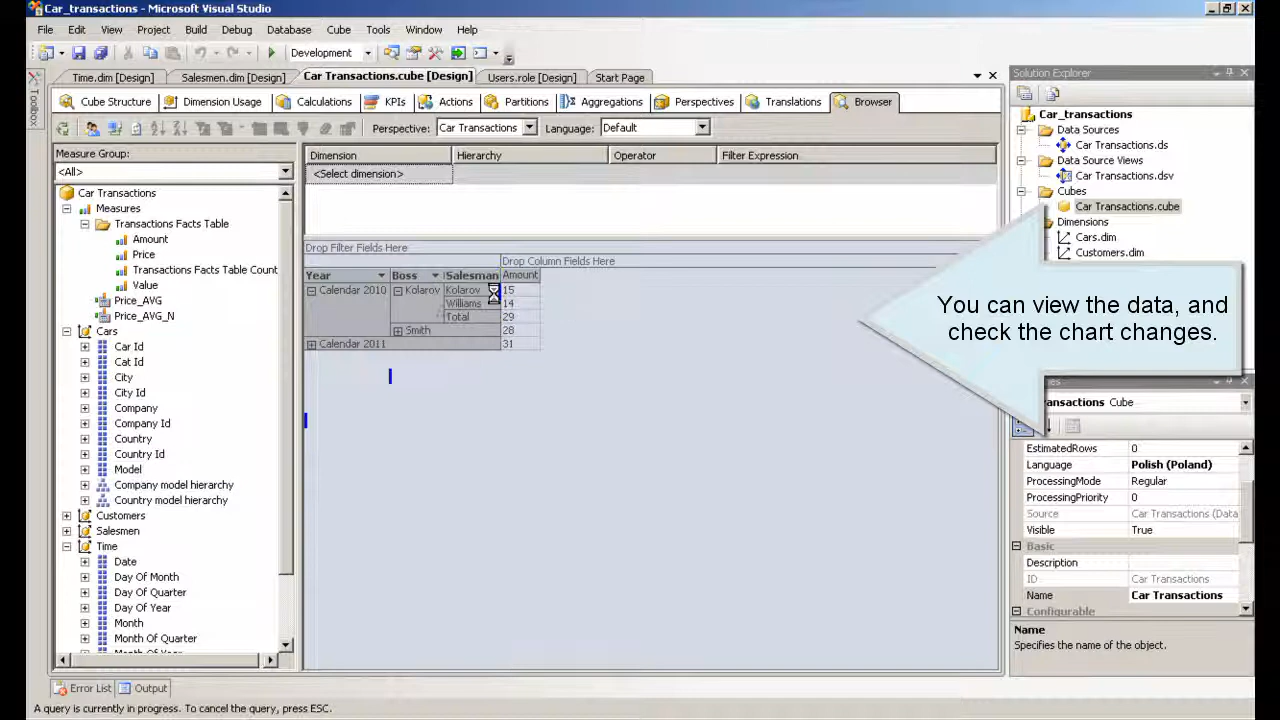 Car_transactions - Microsoft Visual Studio
File Edit View Project Build Debug Database Cube Tools Window Help
Development
Time.dim [Design] Salesmen.dim [Design] Car Transactions.cube [Design] Users.role [Design] Start Page
Cube Structure Dimension Usage Calculations KPIs Actions Partitions Aggregations Perspectives Translations Browser
Perspective: Car Transactions Language: Default
Toolbox
Measure Group:
<All>
Car Transactions
Measures
Transactions Facts Table
Amount
Price
Transactions Facts Table Count
Value
Price_AVG
Price_AVG_N
Cars
Car Id
Cat Id
City
City Id
Company
Company Id
Country
Country Id
Model
Company model hierarchy
Country model hierarchy
Customers
Salesmen
Time
Date
Day Of Month
Day Of Quarter
Day Of Year
Month
Month Of Quarter
Dimension Hierarchy Operator Filter Expression
<Select dimension>
Drop Filter Fields Here
Drop Column Fields Here
Year Boss Salesman Amount
Calendar 2010 Kolarov Kolarov 15
Williams 14
Total 29
Smith 28
Calendar 2011 31
Solution Explorer
Car_transactions
Data Sources
Car Transactions.ds
Data Source Views
Car Transactions.dsv
Cubes
Car Transactions.cube
Dimensions
Cars.dim
Customers.dim
You can view the data, and
check the chart changes.
Cube
EstimatedRows 0
Language Polish (Poland)
ProcessingMode Regular
ProcessingPriority 0
Source Car Transactions (Data
Visible True
Basic
Description
ID Car Transactions
Name Car Transactions
Configurable
Name
Specifies the name of the object.
Error List Output
A query is currently in progress. To cancel the query, press ESC.